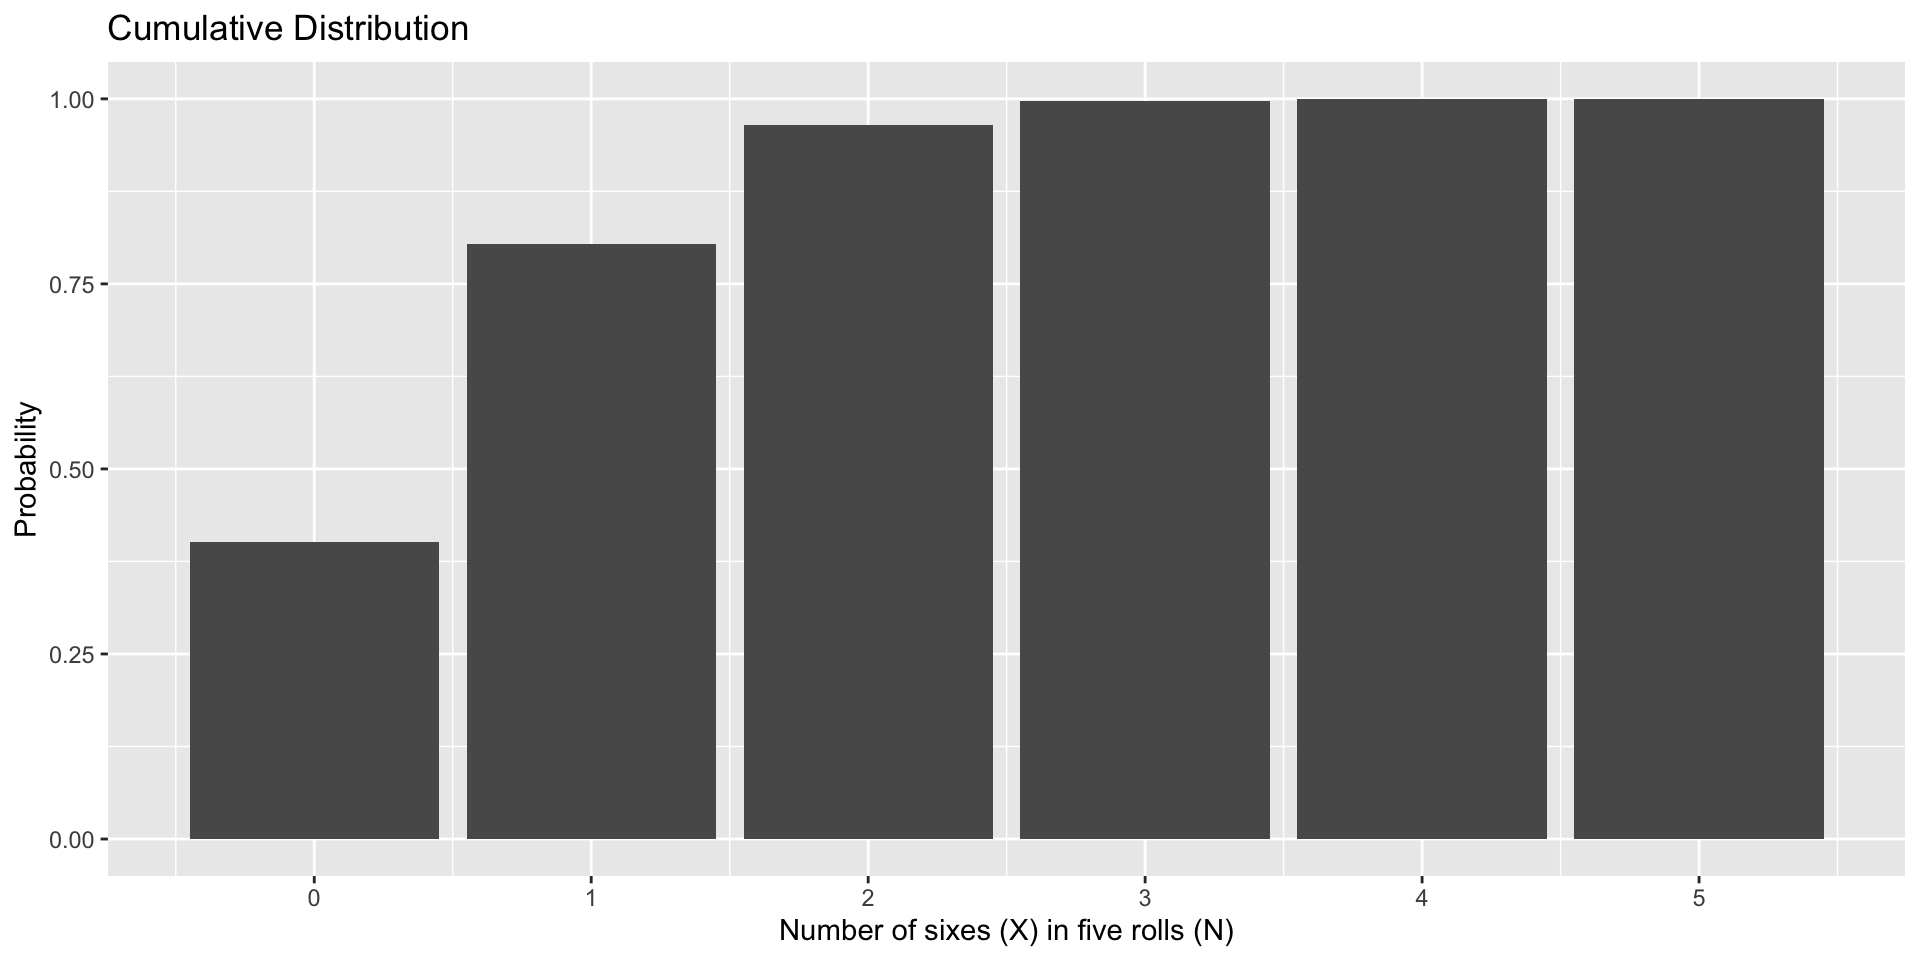 Cumulative Distribution
1.00
0.75
0.50
0.25
0.00
Probability
0 1 2 3 4 5
Number of sixes (X) in five rolls (N)